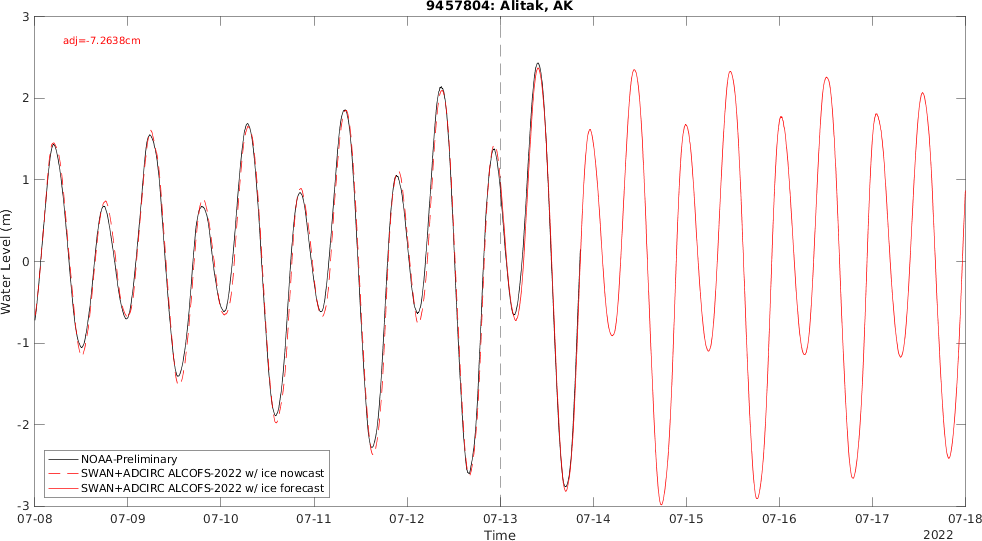 9457804: Alitak, AK
adj=-7.2638cm
3
2
1
0
-1
-2
-3
Water Level (m)
NOAA-Preliminary
SWAN+ADCIRC ALCOFS-2022 w/ ice nowcast
SWAN+ADCIRC ALCOFS-2022 w/ ice forecast
07-08 07-09 07-10 07-11 07-12 07-13 07-14 07-15 07-16 07-17 07-18
Time
2022